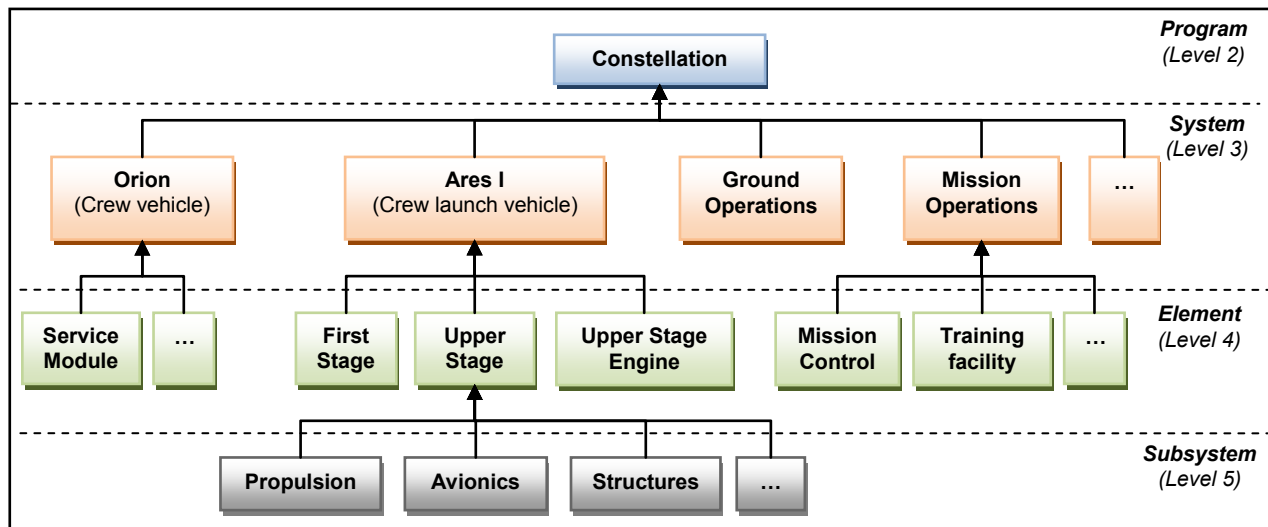 Program
(Level 2)
Constellation
System
(Level 3)
Orion
(Crew vehicle)
Ares I
(Crew launch vehicle)
Ground
Operations
Mission
Operations
...
Service
Module
...
First
Stage
Upper
Stage
Upper Stage
Engine
Mission
Control
Training
facility
...
Element
(Level 4)
Propulsion
Avionics
Structures
...
Subsystem
(Level 5)